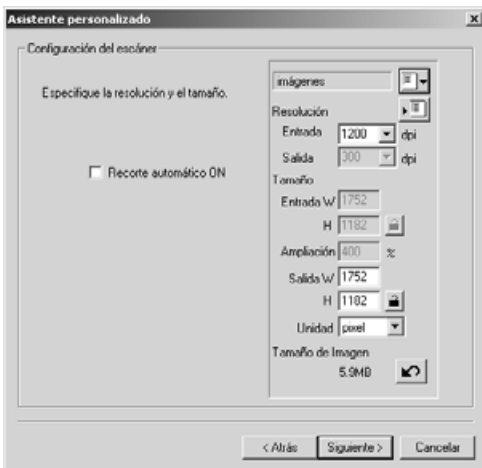 Asistente personalizado
Configuración del escáner
Especifique la resolución y el tamaño.
Recorte automático ON
imágenes
Resolución
Entrada 1200 dpi
Salida 300 dpi
Tamaño
Entrada W 1752
H 1182
Ampliación 400 %
Salida W 1752
H 1182
Unidad pixel
Tamaño de Imagen
5.9MB
< Atrás Siguiente > Cancelar